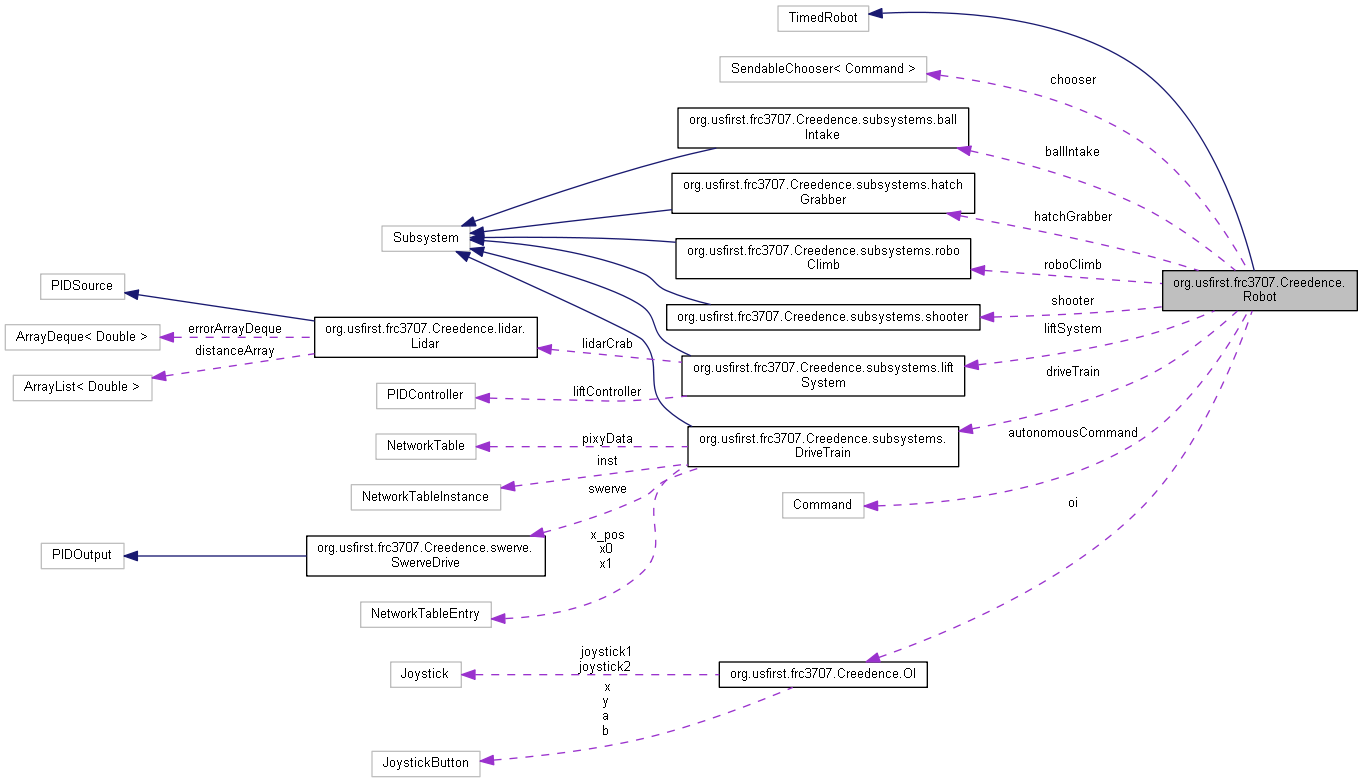 TimedRobot
SendableChooser< Command >
chooser
org.usfirst.frc3707.Creedence.subsystems.ball
Intake
ballIntake
org.usfirst.frc3707.Creedence.subsystems.hatch
Grabber
hatchGrabber
Subsystem
org.usfirst.frc3707.Creedence.subsystems.robo
Climb
roboClimb
org.usfirst.frc3707.Creedence.
Robot
PIDSource
shooter
org.usfirst.frc3707.Creedence.subsystems.shooter
ArrayDeque< Double >
errorArrayDeque
org.usfirst.frc3707.Creedence.lidar.
Lidar
liftSystem
lidarCrab
distanceArray
ArrayList< Double >
org.usfirst.frc3707.Creedence.subsystems.lift
System
driveTrain
PIDController
liftController
autonomousCommand
NetworkTable
pixyData
org.usfirst.frc3707.Creedence.subsystems.
DriveTrain
inst
NetworkTableInstance
swerve
Command
oi
PIDOutput
org.usfirst.frc3707.Creedence.swerve.
SwerveDrive
x_pos
x0
x1
NetworkTableEntry
joystick1
joystick2
Joystick
org.usfirst.frc3707.Creedence.OI
x
y
a
b
JoystickButton